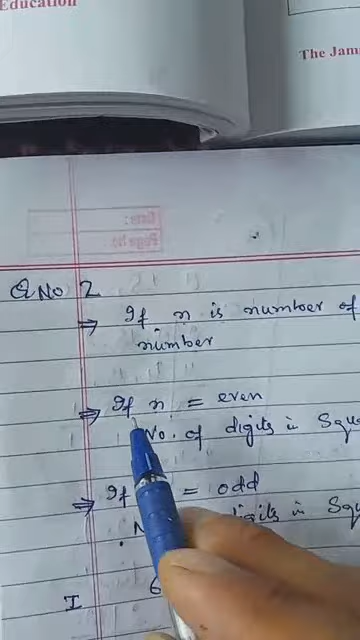 Education
The Jam
Q No 2
⇒ If n is number of
number
⇒ If n = even
No. of digits in Squa
⇒ If = odd
digits in Squ
I 6